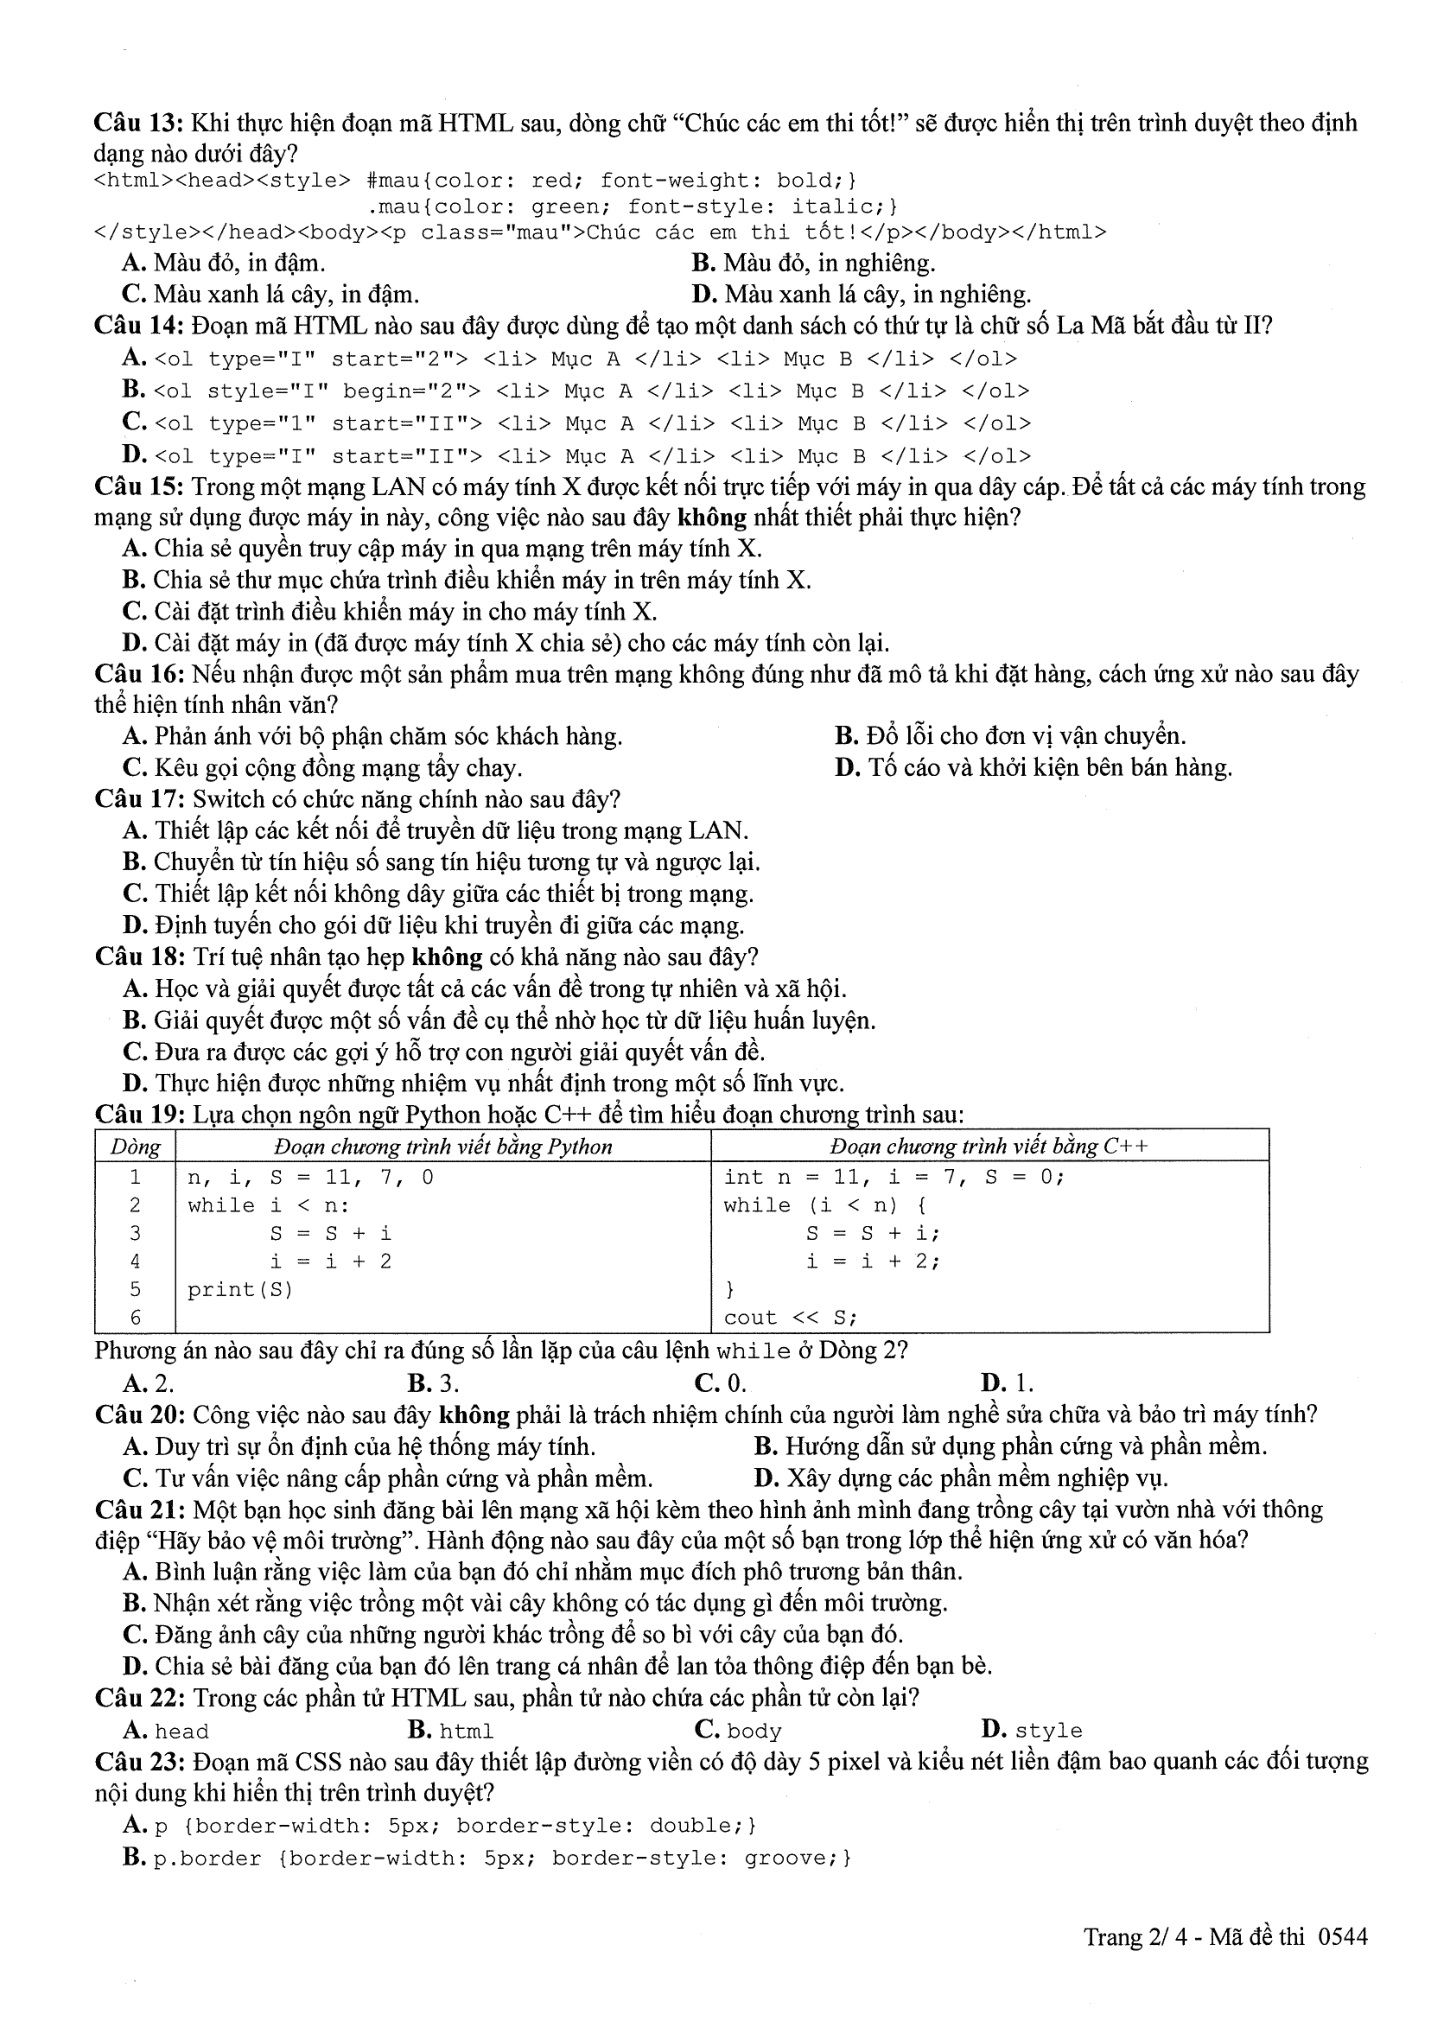 Câu 13: Khi thực hiện đoạn mã HTML sau, dòng chữ “Chúc các em thi tốt!” sẽ được hiển thị trên trình duyệt theo định
dạng nào dưới đây?
<html><head><style> #mau{color: red; font-weight: bold;}
.mau{color: green; font-style: italic;}
</style></head><body><p class="mau">Chúc các em thi tốt!</p></body></html>
A. Màu đỏ, in đậm. B. Màu đỏ, in nghiêng.
C. Màu xanh lá cây, in đậm. D. Màu xanh lá cây, in nghiêng.
Câu 14: Đoạn mã HTML nào sau đây được dùng để tạo một danh sách có thứ tự là chữ số La Mã bắt đầu từ II?
A. <ol type="I" start="2"> <li> Mục A </li> <li> Mục B </li> </ol>
B. <ol style="I" begin="2"> <li> Mục A </li> <li> Mục B </li> </ol>
C. <ol type="1" start="II"> <li> Mục A </li> <li> Mục B </li> </ol>
D. <ol type="I" start="II"> <li> Mục A </li> <li> Mục B </li> </ol>
Câu 15: Trong một mạng LAN có máy tính X được kết nối trực tiếp với máy in qua dây cáp. Để tất cả các máy tính trong
mạng sử dụng được máy in này, công việc nào sau đây không nhất thiết phải thực hiện?
A. Chia sẻ quyền truy cập máy in qua mạng trên máy tính X.
B. Chia sẻ thư mục chứa trình điều khiển máy in trên máy tính X.
C. Cài đặt trình điều khiển máy in cho máy tính X.
D. Cài đặt máy in (đã được máy tính X chia sẻ) cho các máy tính còn lại.
Câu 16: Nếu nhận được một sản phẩm mua trên mạng không đúng như đã mô tả khi đặt hàng, cách ứng xử nào sau đây
thể hiện tính nhân văn?
A. Phản ánh với bộ phận chăm sóc khách hàng. B. Đổ lỗi cho đơn vị vận chuyển.
C. Kêu gọi cộng đồng mạng tẩy chay. D. Tố cáo và khởi kiện bên bán hàng.
Câu 17: Switch có chức năng chính nào sau đây?
A. Thiết lập các kết nối để truyền dữ liệu trong mạng LAN.
B. Chuyển từ tín hiệu số sang tín hiệu tương tự và ngược lại.
C. Thiết lập kết nối không dây giữa các thiết bị trong mạng.
D. Định tuyến cho gói dữ liệu khi truyền đi giữa các mạng.
Câu 18: Trí tuệ nhân tạo hẹp không có khả năng nào sau đây?
A. Học và giải quyết được tất cả các vấn đề trong tự nhiên và xã hội.
B. Giải quyết được một số vấn đề cụ thể nhờ học từ dữ liệu huấn luyện.
C. Đưa ra được các gợi ý hỗ trợ con người giải quyết vấn đề.
D. Thực hiện được những nhiệm vụ nhất định trong một số lĩnh vực.
Câu 19: Lựa chọn ngôn ngữ Python hoặc C++ để tìm hiểu đoạn chương trình sau:
Dòng Đoạn chương trình viết bằng Python Đoạn chương trình viết bằng C++
1 n, i, S = 11, 7, 0 int n = 11, i = 7, S = 0;
2 while i < n: while (i < n) {
3 S = S + i S = S + i;
4 i = i + 2 i = i + 2;
5 print(S) }
6 cout << S;
Phương án nào sau đây chỉ ra đúng số lần lặp của câu lệnh while ở Dòng 2?
A. 2. B. 3. C. 0. D. 1.
Câu 20: Công việc nào sau đây không phải là trách nhiệm chính của người làm nghề sửa chữa và bảo trì máy tính?
A. Duy trì sự ổn định của hệ thống máy tính. B. Hướng dẫn sử dụng phần cứng và phần mềm.
C. Tư vấn việc nâng cấp phần cứng và phần mềm. D. Xây dựng các phần mềm nghiệp vụ.
Câu 21: Một bạn học sinh đăng bài lên mạng xã hội kèm theo hình ảnh mình đang trồng cây tại vườn nhà với thông
điệp “Hãy bảo vệ môi trường”. Hành động nào sau đây của một số bạn trong lớp thể hiện ứng xử có văn hóa?
A. Bình luận rằng việc làm của bạn đó chỉ nhằm mục đích phô trương bản thân.
B. Nhận xét rằng việc trồng một vài cây không có tác dụng gì đến môi trường.
C. Đăng ảnh cây của những người khác trồng để so bì với cây của bạn đó.
D. Chia sẻ bài đăng của bạn đó lên trang cá nhân để lan tỏa thông điệp đến bạn bè.
Câu 22: Trong các phần tử HTML sau, phần tử nào chứa các phần tử còn lại?
A. head B. html C. body D. style
Câu 23: Đoạn mã CSS nào sau đây thiết lập đường viền có độ dày 5 pixel và kiểu nét liền đậm bao quanh các đối tượng
nội dung khi hiển thị trên trình duyệt?
A. p {border-width: 5px; border-style: double;}
B. p.border {border-width: 5px; border-style: groove;}
Trang 2/ 4 - Mã đề thi 0544